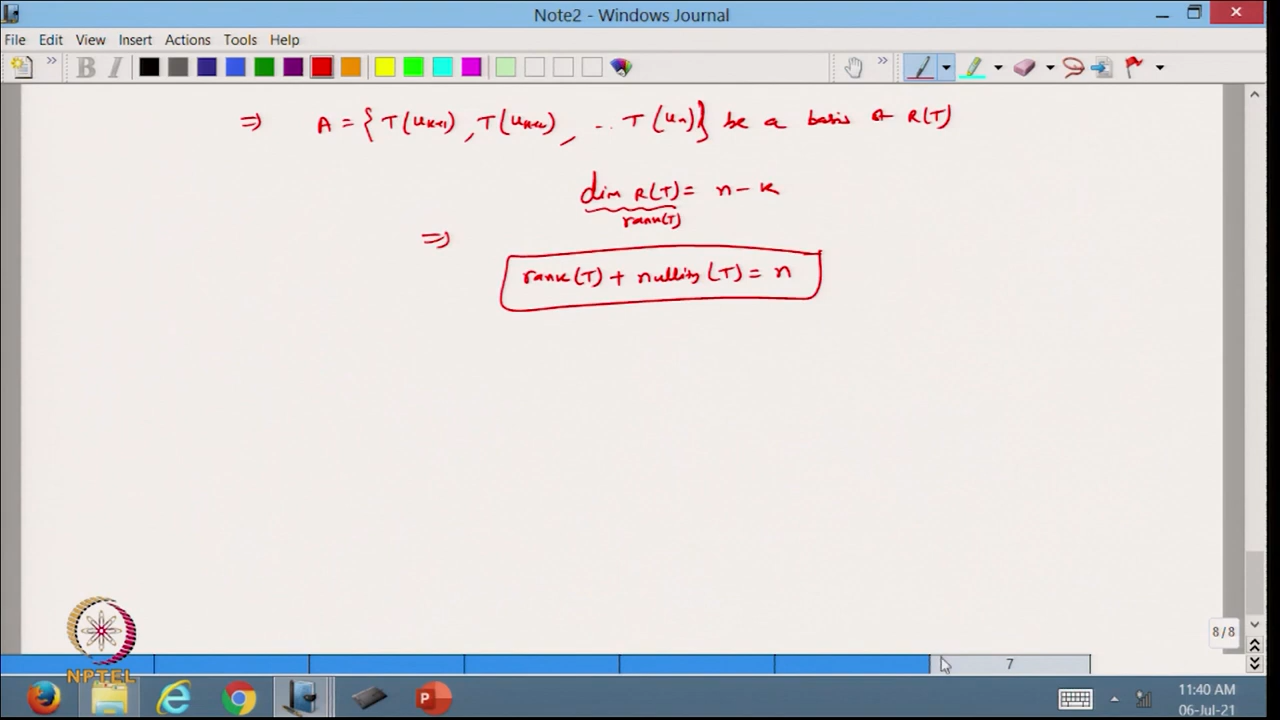 Note2 - Windows Journal
File Edit View Insert Actions Tools Help
⇒ A = { T(u_{k+1}), T(u_{k+2}), ... T(u_n) } be a basis of R(T)
dim R(T) = n - k
rank(T)
⇒
rank(T) + nullity(T) = n
8/8
NPTEL
7
11:40 AM
06-Jul-21